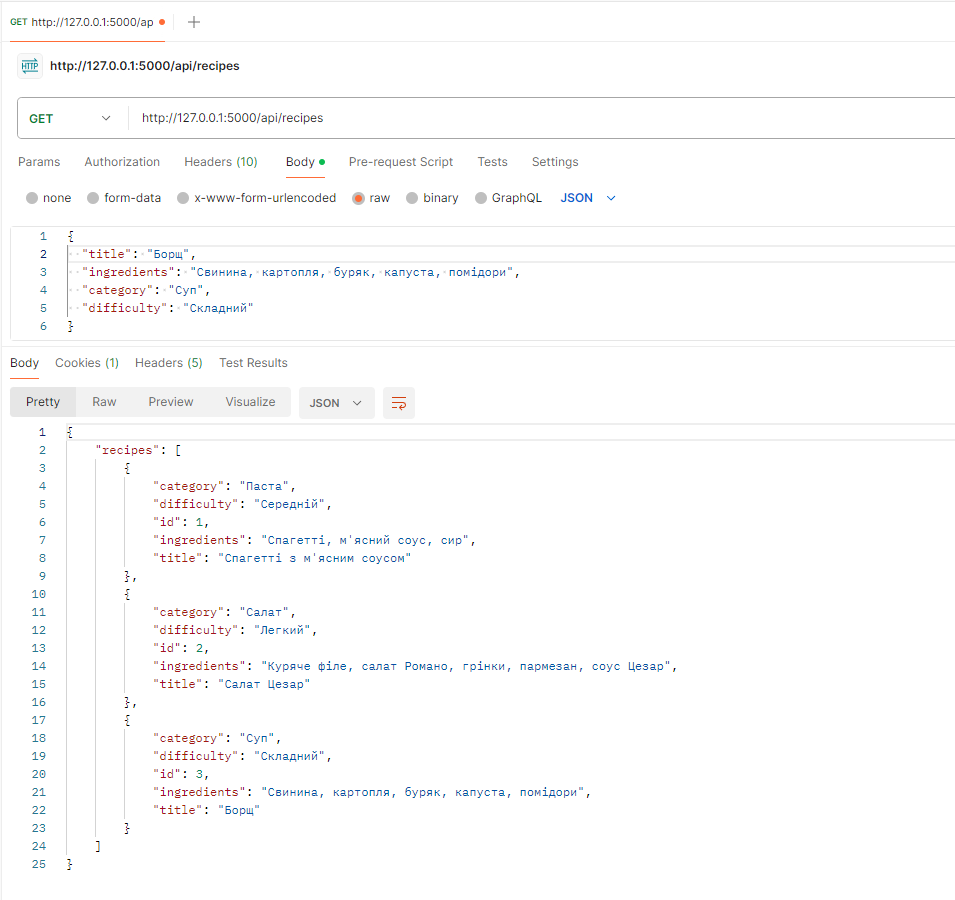 GET http://127.0.0.1:5000/ap
HTTP http://127.0.0.1:5000/api/recipes
GET http://127.0.0.1:5000/api/recipes
Params Authorization Headers (10) Body Pre-request Script Tests Settings
none form-data x-www-form-urlencoded raw binary GraphQL JSON
1 {
2 "title": "Борщ",
3 "ingredients": "Свинина, картопля, буряк, капуста, помідори",
4 "category": "Суп",
5 "difficulty": "Складний"
6 }
Body Cookies (1) Headers (5) Test Results
Pretty Raw Preview Visualize JSON
1 {
2 "recipes": [
3 {
4 "category": "Паста",
5 "difficulty": "Середній",
6 "id": 1,
7 "ingredients": "Спагетті, м'ясний соус, сир",
8 "title": "Спагетті з м'ясним соусом"
9 },
10 {
11 "category": "Салат",
12 "difficulty": "Легкий",
13 "id": 2,
14 "ingredients": "Куряче філе, салат Романо, грінки, пармезан, соус Цезар",
15 "title": "Салат Цезар"
16 },
17 {
18 "category": "Суп",
19 "difficulty": "Складний",
20 "id": 3,
21 "ingredients": "Свинина, картопля, буряк, капуста, помідори",
22 "title": "Борщ"
23 }
24 ]
25 }